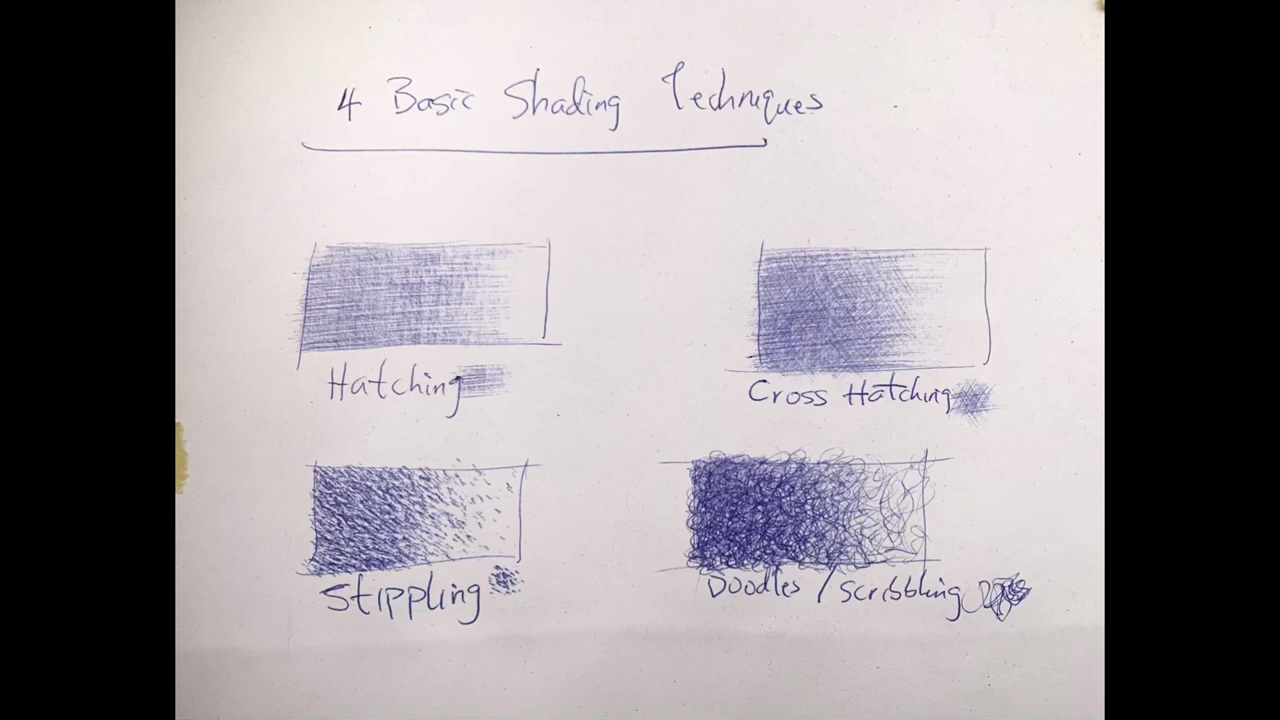 4 Basic Shading Techniques
Hatching
Cross Hatching
Stippling
Doodles / Scribbling